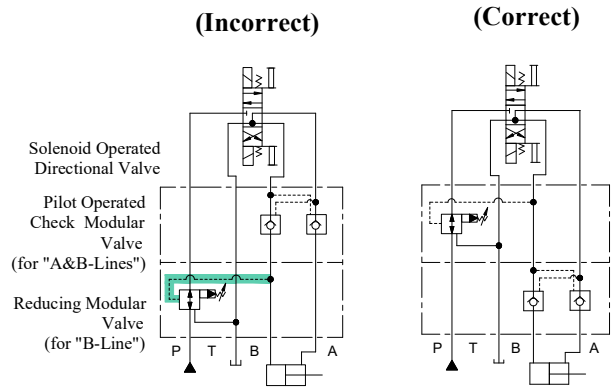 (Incorrect)
(Correct)
Solenoid Operated
Directional Valve
Pilot Operated
Check Modular
Valve
(for "A&B-Lines")
Reducing Modular
Valve
(for "B-Line")
P T B A
P T B A